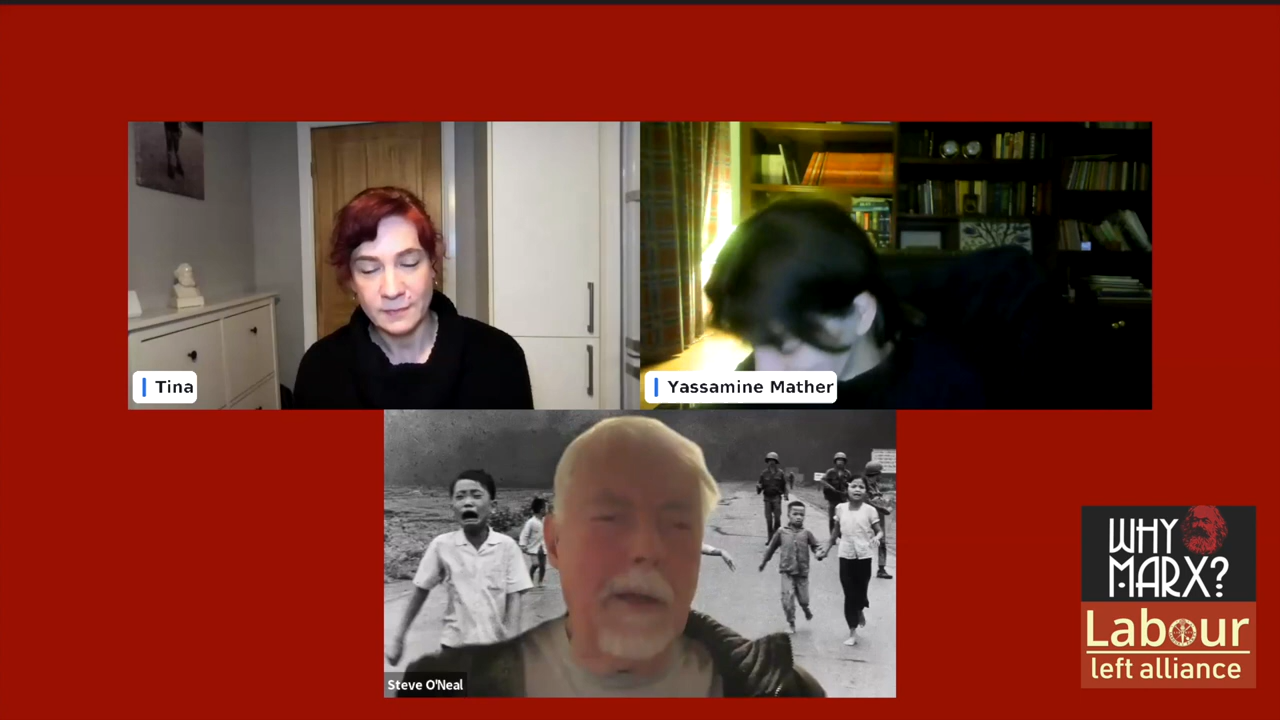 Tina
Yassamine Mather
Steve O'Neal
WHY
MARX?
Labour
left alliance